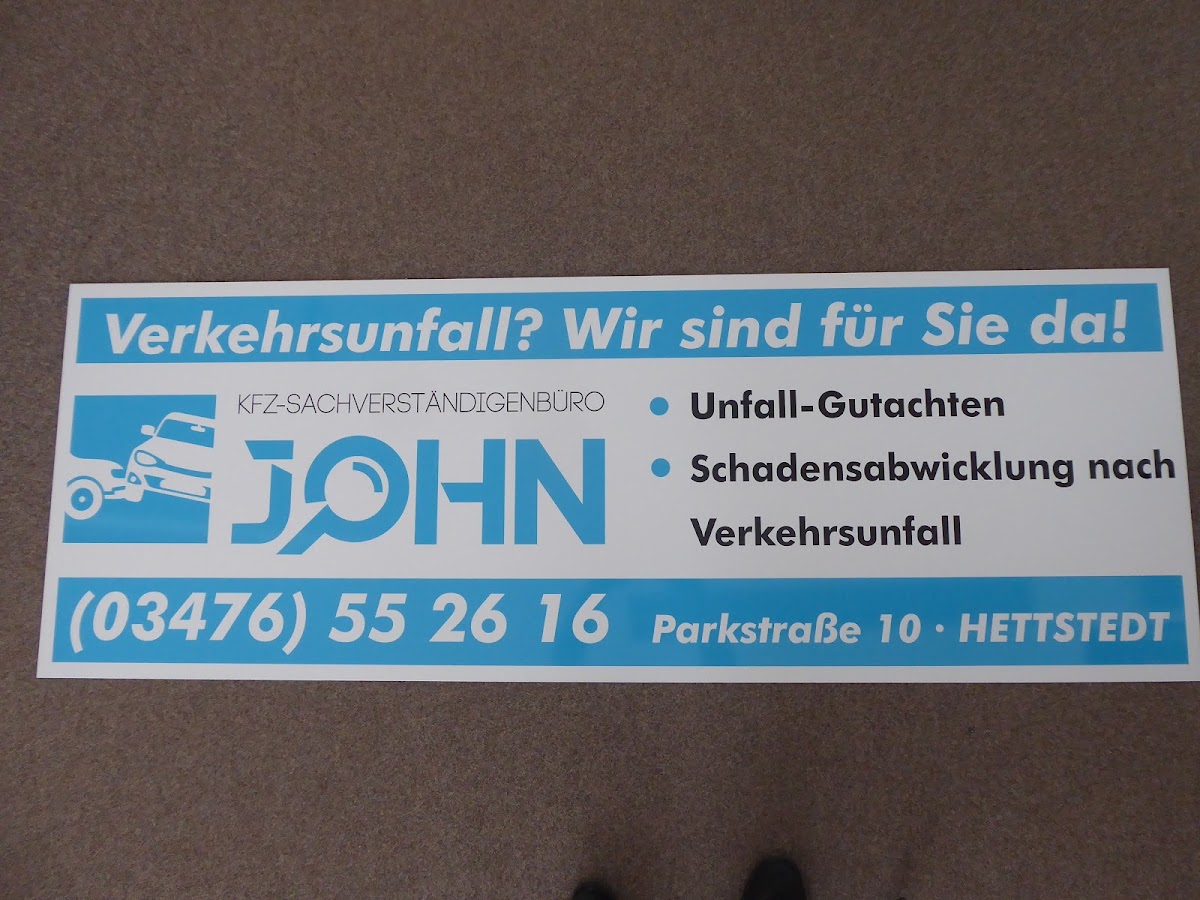 Verkehrsunfall? Wir sind für Sie da!
KFZ-SACHVERSTÄNDIGENBÜRO
JOHN
• Unfall-Gutachten
• Schadensabwicklung nach
Verkehrsunfall
(03476) 55 26 16
Parkstraße 10 · HETTSTEDT